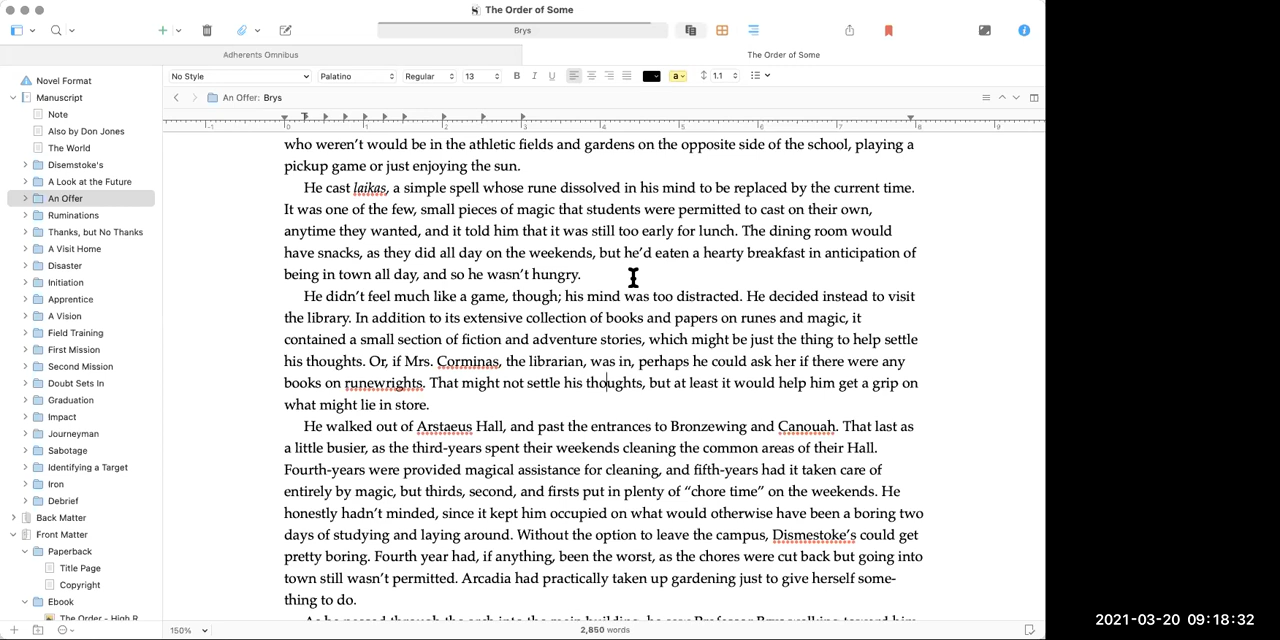 The Order of Some
Brys
Adherents Omnibus
The Order of Some
No Style
Palatino
Regular
13
B I U
a
1.1
An Offer: Brys
-1 0 1 2 3 4 5 6 7 8 9
Novel Format
Manuscript
Note
Also by Don Jones
The World
Disemstoke's
A Look at the Future
An Offer
Ruminations
Thanks, but No Thanks
A Visit Home
Disaster
Initiation
Apprentice
A Vision
Field Training
First Mission
Second Mission
Doubt Sets In
Graduation
Impact
Journeyman
Sabotage
Identifying a Target
Iron
Debrief
Back Matter
Front Matter
Paperback
Title Page
Copyright
Ebook
The Order - High R
who weren’t would be in the athletic fields and gardens on the opposite side of the school, playing a
pickup game or just enjoying the sun.
He cast laikas, a simple spell whose rune dissolved in his mind to be replaced by the current time.
It was one of the few, small pieces of magic that students were permitted to cast on their own,
anytime they wanted, and it told him that it was still too early for lunch. The dining room would
have snacks, as they did all day on the weekends, but he’d eaten a hearty breakfast in anticipation of
being in town all day, and so he wasn’t hungry.
He didn’t feel much like a game, though; his mind was too distracted. He decided instead to visit
the library. In addition to its extensive collection of books and papers on runes and magic, it
contained a small section of fiction and adventure stories, which might be just the thing to help settle
his thoughts. Or, if Mrs. Corminas, the librarian, was in, perhaps he could ask her if there were any
books on runewrights. That might not settle his thoughts, but at least it would help him get a grip on
what might lie in store.
He walked out of Arstaeus Hall, and past the entrances to Bronzewing and Canouah. That last as
a little busier, as the third-years spent their weekends cleaning the common areas of their Hall.
Fourth-years were provided magical assistance for cleaning, and fifth-years had it taken care of
entirely by magic, but thirds, second, and firsts put in plenty of “chore time” on the weekends. He
honestly hadn’t minded, since it kept him occupied on what would otherwise have been a boring two
days of studying and laying around. Without the option to leave the campus, Dismestoke’s could get
pretty boring. Fourth year had, if anything, been the worst, as the chores were cut back but going into
town still wasn’t permitted. Arcadia had practically taken up gardening just to give herself some-
thing to do.
150%
2,850 words
2021-03-20 09:18:32